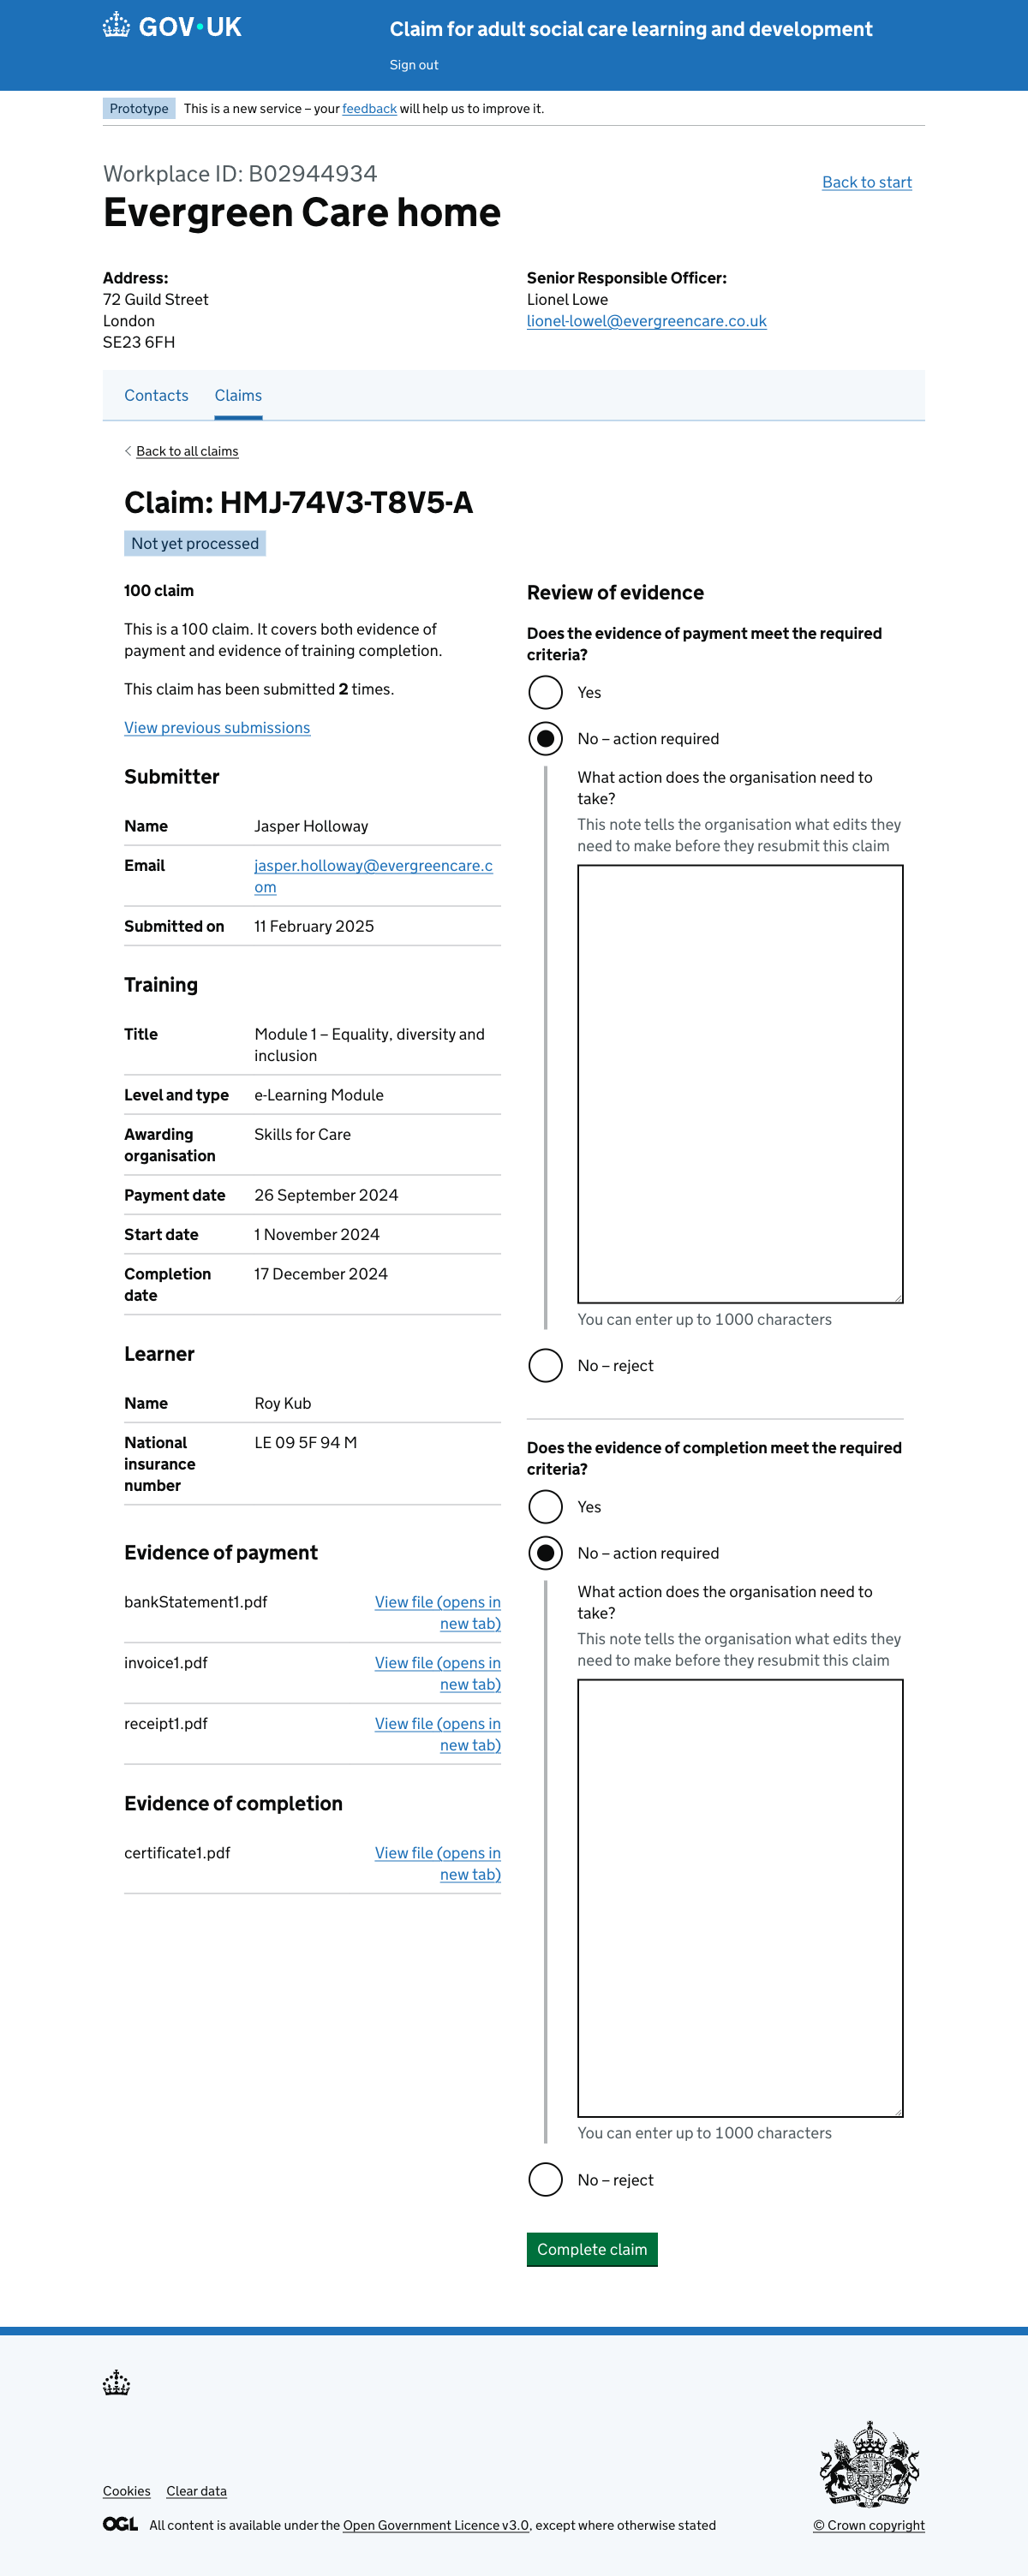 GOV·UK
Claim for adult social care learning and development
Sign out
Prototype
This is a new service – your feedback will help us to improve it.
Workplace ID: B02944934
Back to start
Evergreen Care home
Address:
72 Guild Street
London
SE23 6FH
Senior Responsible Officer:
Lionel Lowe
lionel-lowel@evergreencare.co.uk
Contacts
Claims
Back to all claims
Claim: HMJ-74V3-T8V5-A
Not yet processed
100 claim
This is a 100 claim. It covers both evidence of
payment and evidence of training completion.
This claim has been submitted 2 times.
View previous submissions
Submitter
Name
Jasper Holloway
Email
jasper.holloway@evergreencare.c
om
Submitted on
11 February 2025
Training
Title
Module 1 – Equality, diversity and
inclusion
Level and type
e-Learning Module
Awarding
organisation
Skills for Care
Payment date
26 September 2024
Start date
1 November 2024
Completion
date
17 December 2024
Learner
Name
Roy Kub
National
insurance
number
LE 09 5F 94 M
Evidence of payment
bankStatement1.pdf
View file (opens in
new tab)
invoice1.pdf
View file (opens in
new tab)
receipt1.pdf
View file (opens in
new tab)
Evidence of completion
certificate1.pdf
View file (opens in
new tab)
Review of evidence
Does the evidence of payment meet the required
criteria?
Yes
No – action required
What action does the organisation need to
take?
This note tells the organisation what edits they
need to make before they resubmit this claim
You can enter up to 1000 characters
No – reject
Does the evidence of completion meet the required
criteria?
Yes
No – action required
What action does the organisation need to
take?
This note tells the organisation what edits they
need to make before they resubmit this claim
You can enter up to 1000 characters
No – reject
Complete claim
Cookies
Clear data
OGL
All content is available under the Open Government Licence v3.0, except where otherwise stated
© Crown copyright